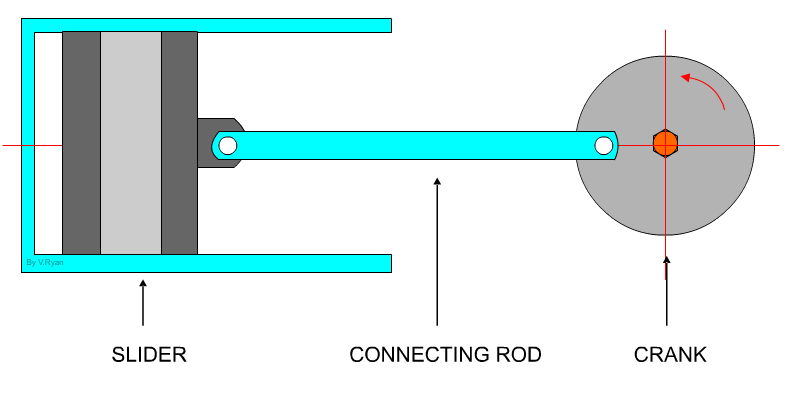 By V.Ryan
SLIDER
CONNECTING ROD
CRANK